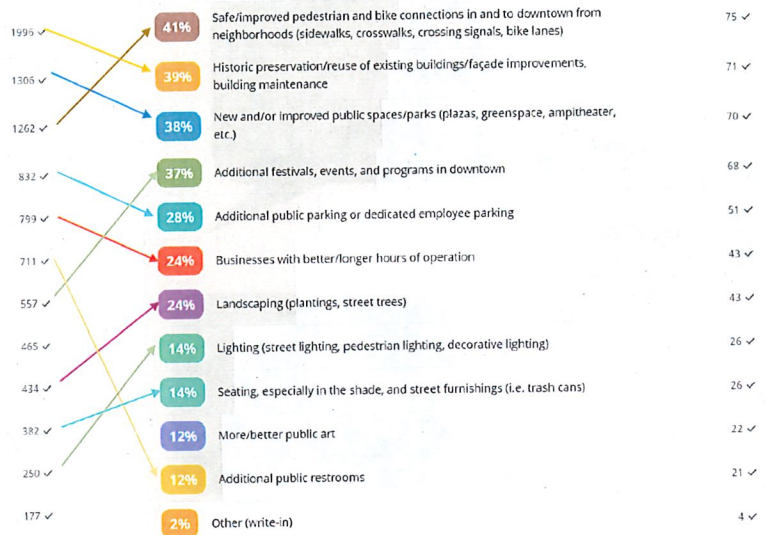 1996 ✓
41%
Safe/improved pedestrian and bike connections in and to downtown from
neighborhoods (sidewalks, crosswalks, crossing signals, bike lanes)
75 ✓
1306 ✓
39%
Historic preservation/reuse of existing buildings/façade improvements,
building maintenance
71 ✓
1262 ✓
38%
New and/or improved public spaces/parks (plazas, greenspace, ampitheater,
etc.)
70 ✓
832 ✓
37%
Additional festivals, events, and programs in downtown
68 ✓
799 ✓
28%
Additional public parking or dedicated employee parking
51 ✓
711 ✓
24%
Businesses with better/longer hours of operation
43 ✓
557 ✓
24%
Landscaping (plantings, street trees)
43 ✓
465 ✓
14%
Lighting (street lighting, pedestrian lighting, decorative lighting)
26 ✓
434 ✓
14%
Seating, especially in the shade, and street furnishings (i.e. trash cans)
26 ✓
382 ✓
12%
More/better public art
22 ✓
250 ✓
12%
Additional public restrooms
21 ✓
177 ✓
2%
Other (write-in)
4 ✓